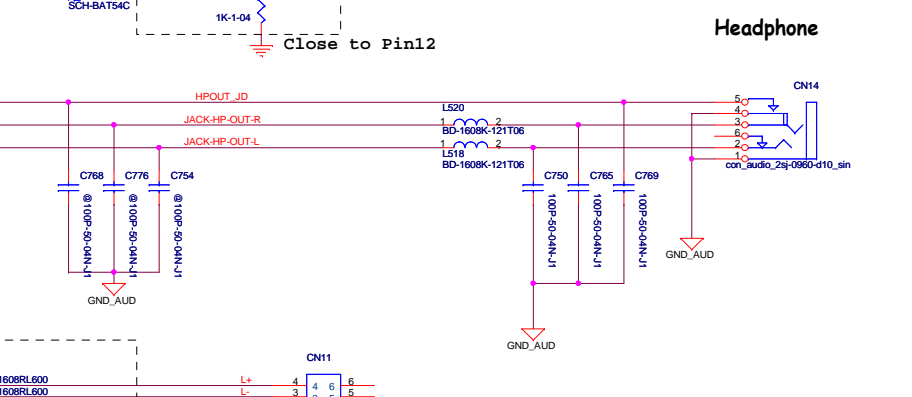 SCH-BAT54C
1K-1-04
Close to Pin12
Headphone
CN14
HPOUT_JD
L520
5
4
JACK-HP-OUT-R
1 2
3
BD-1608K-121T06
6
JACK-HP-OUT-L
1 2
2
L518
1
BD-1608K-121T06
con_audio_2sj-0960-d10_sin
C768
C776
C754
C750
C765
C769
@100P-50-04N-J1
@100P-50-04N-J1
@100P-50-04N-J1
100P-50-04N-J1
100P-50-04N-J1
100P-50-04N-J1
GND_AUD
GND_AUD
GND_AUD
CN11
1608RL600
L+
4
4 6
6
1608RL600
L-
3
5